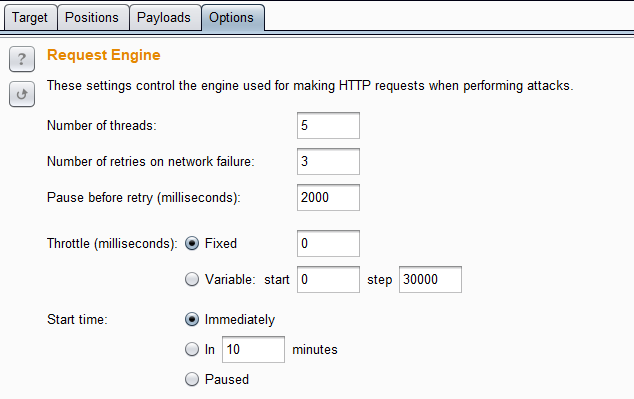 Target Positions Payloads Options
? Request Engine
These settings control the engine used for making HTTP requests when performing attacks.
Number of threads: 5
Number of retries on network failure: 3
Pause before retry (milliseconds): 2000
Throttle (milliseconds): Fixed 0
Variable: start 0 step 30000
Start time: Immediately
In 10 minutes
Paused